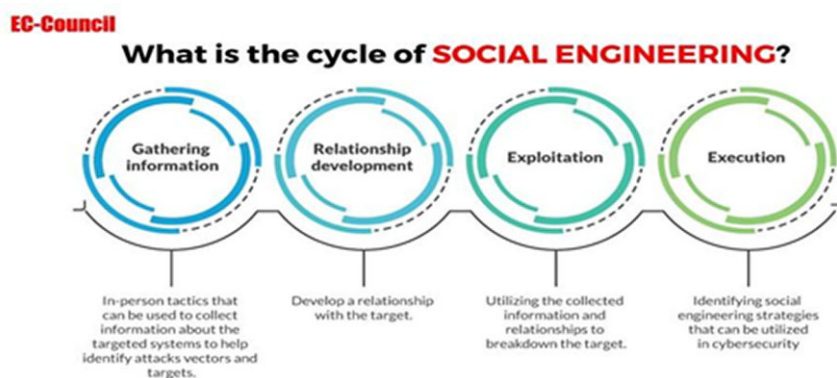 EC-Council
What is the cycle of SOCIAL ENGINEERING?
Gathering
information
Relationship
development
Exploitation
Execution
In-person tactics that
can be used to collect
information about the
targeted systems to help
identify attacks vectors and
targets.
Develop a relationship
with the target.
Utilizing the collected
information and
relationships to
breakdown the target.
Identifying social
engineering strategies
that can be utilized
in cybersecurity